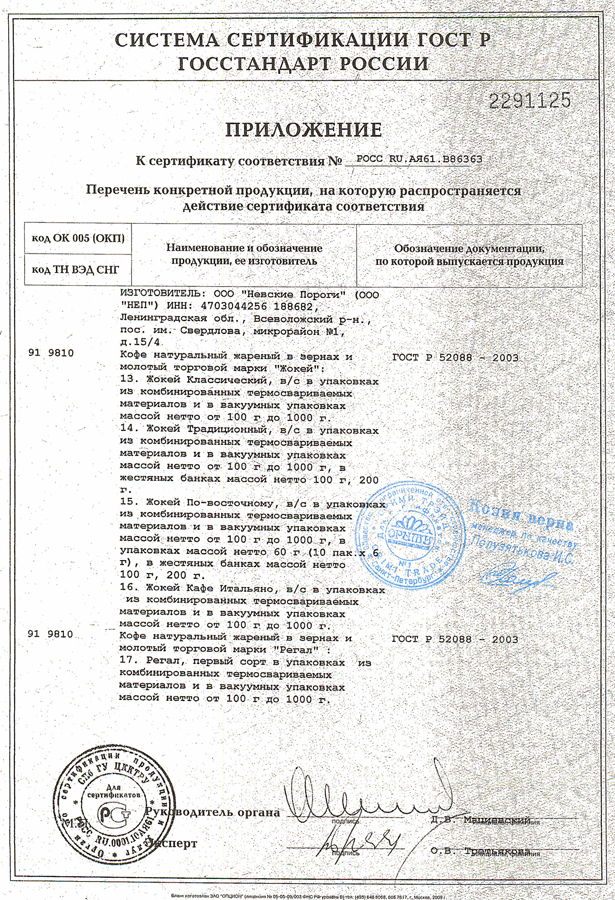 СИСТЕМА СЕРТИФИКАЦИИ ГОСТ Р
ГОССТАНДАРТ РОССИИ
2291125
ПРИЛОЖЕНИЕ
К сертификату соответствия № РОСС RU.АЯ61.В86363
Перечень конкретной продукции, на которую распространяется
действие сертификата соответствия
код ОК 005 (ОКП)
код ТН ВЭД СНГ
Наименование и обозначение
продукции, ее изготовитель
Обозначение документации,
по которой выпускается продукция
ИЗГОТОВИТЕЛЬ: ООО "Невские Пороги" (ООО
"НЕП") ИНН: 4703044256 188682,
Ленинградская обл., Всеволожский р-н.,
пос. им. Свердлова, микрорайон №1,
д.15/4
91 9810 Кофе натуральный жареный в зернах и ГОСТ Р 52088 - 2003
молотый торговой марки "Жокей":
13. Жокей Классический, в/с в упаковках
из комбинированных термосвариваемых
материалов и в вакуумных упаковках
массой нетто от 100 г до 1000 г.
14. Жокей Традиционный, в/с в упаковках
из комбинированных термосвариваемых
материалов и в вакуумных упаковках
массой нетто от 100 г до 1000 г, в
жестяных банках массой нетто 100 г, 200
г.
15. Жокей По-восточному, в/с в упаковках
из комбинированных термосвариваемых
материалов и в вакуумных упаковках
массой нетто от 100 г до 1000 г, в
упаковках массой нетто 60 г (10 пак.х 6
г), в жестяных банках массой нетто
100 г, 200 г.
16. Жокей Кафе Итальяно, в/с в упаковках
из комбинированных термосвариваемых
материалов и в вакуумных упаковках
массой нетто от 100 г до 1000 г.
91 9810 Кофе натуральный жареный в зернах и ГОСТ Р 52088 - 2003
молотый торговой марки "Регал" :
17. Регал, первый сорт в упаковках из
комбинированных термосвариваемых
материалов и в вакуумных упаковках
массой нетто от 100 г до 1000 г.
Копия верна
менеджер по качеству
Полузятькова И.С.
ОРИМИ
Санкт-Петербург
Для
сертификатов
РОСС RU.0001.10АЯ61
Руководитель органа
подпись
Д.В. Мациевский
Эксперт
подпись
О.В. Третьякова